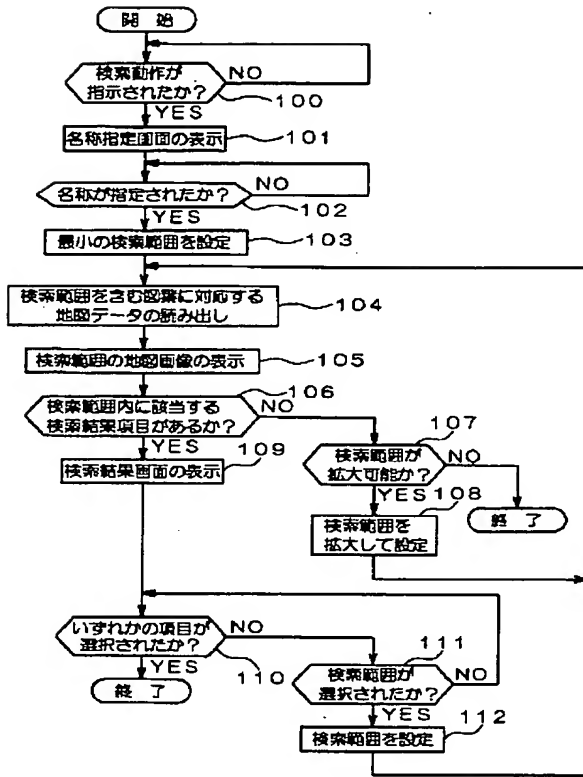 開 始
検索動作が
指示されたか？
NO
100
YES
名称指定画面の表示
101
名称が指定されたか？
NO
102
YES
最小の検索範囲を設定
103
検索範囲を含む図葉に対応する
地図データの読み出し
104
検索範囲の地図画像の表示
105
106
検索範囲内に該当する
検索結果項目があるか？
NO
YES
109
検索結果画面の表示
107
検索範囲が
拡大可能か？
NO
YES
108
検索範囲を
拡大して設定
終 了
いずれかの項目が
選択されたか？
NO
110
YES
終 了
111
検索範囲が
選択されたか？
NO
YES
112
検索範囲を設定